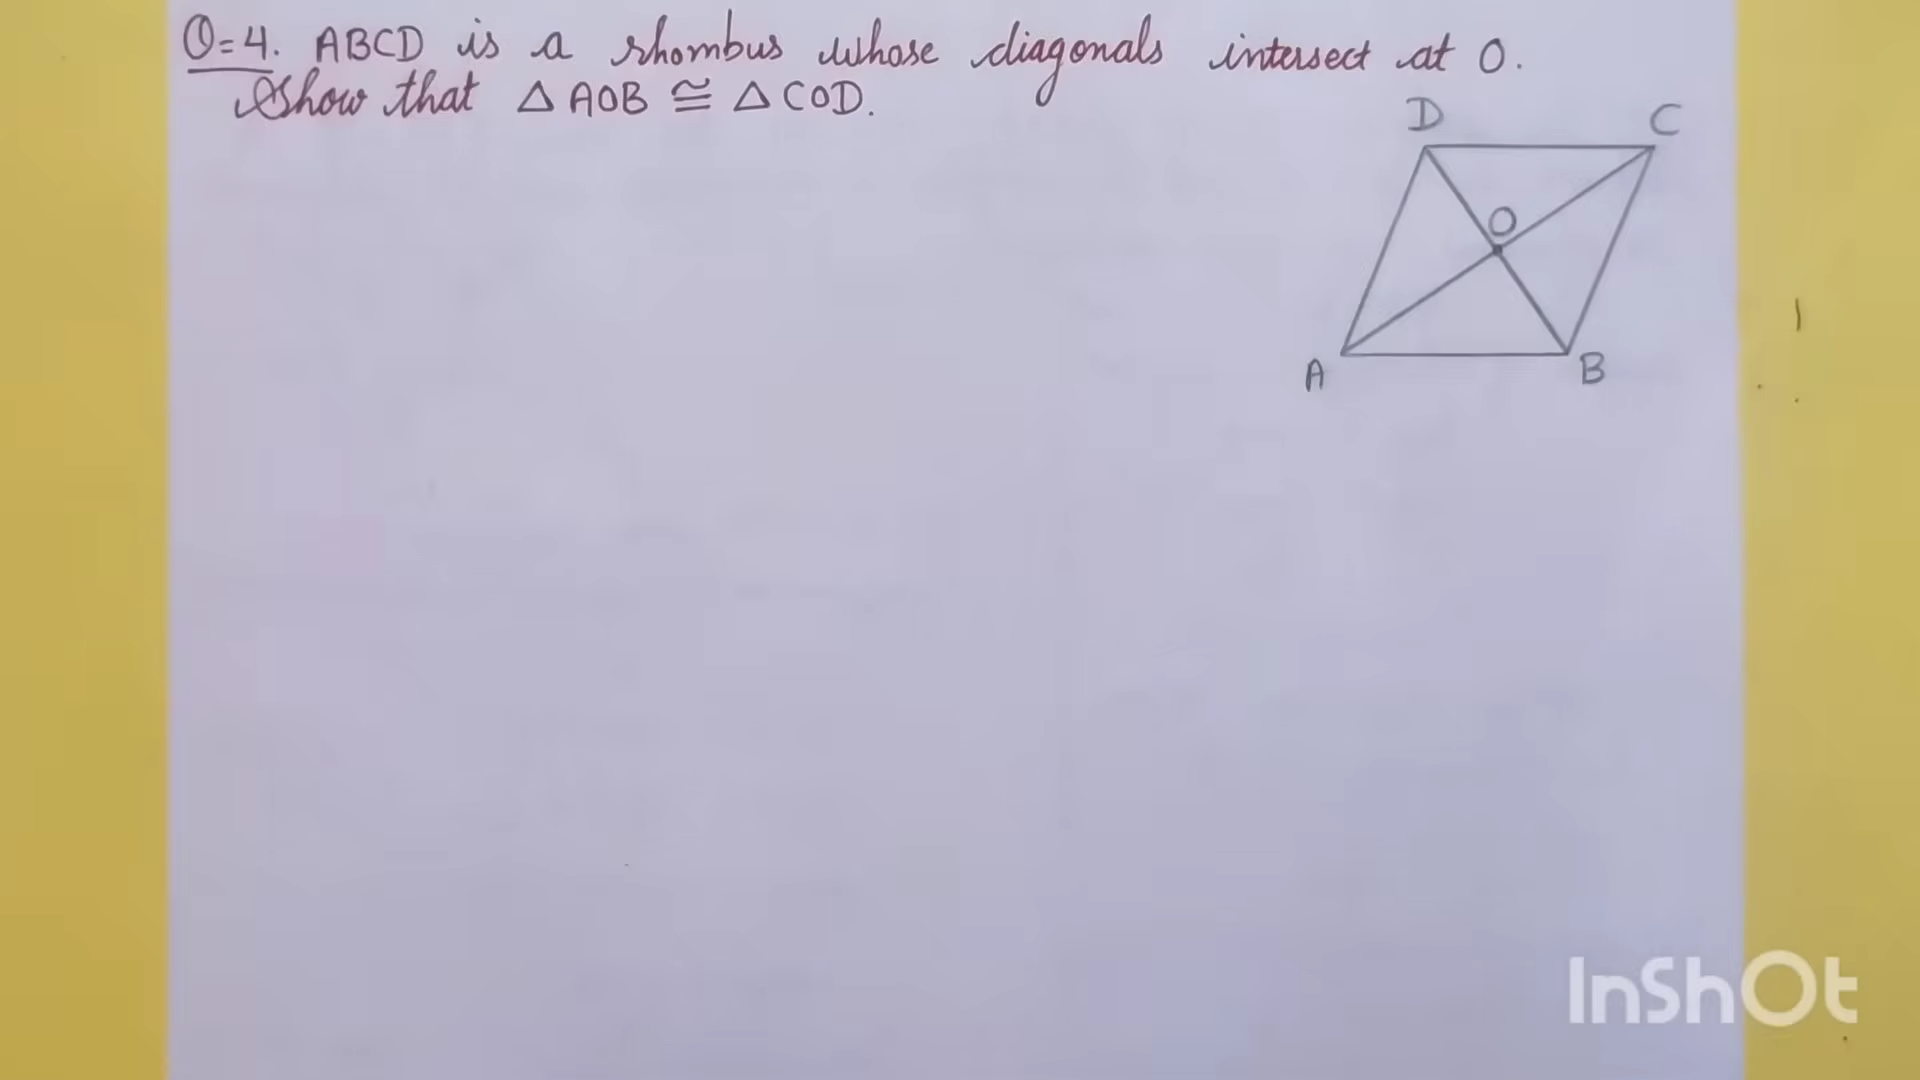 Q=4. ABCD is a rhombus whose diagonals intersect at O.
Show that △ AOB ≅ △ COD.
D
C
O
A
B
InShOt